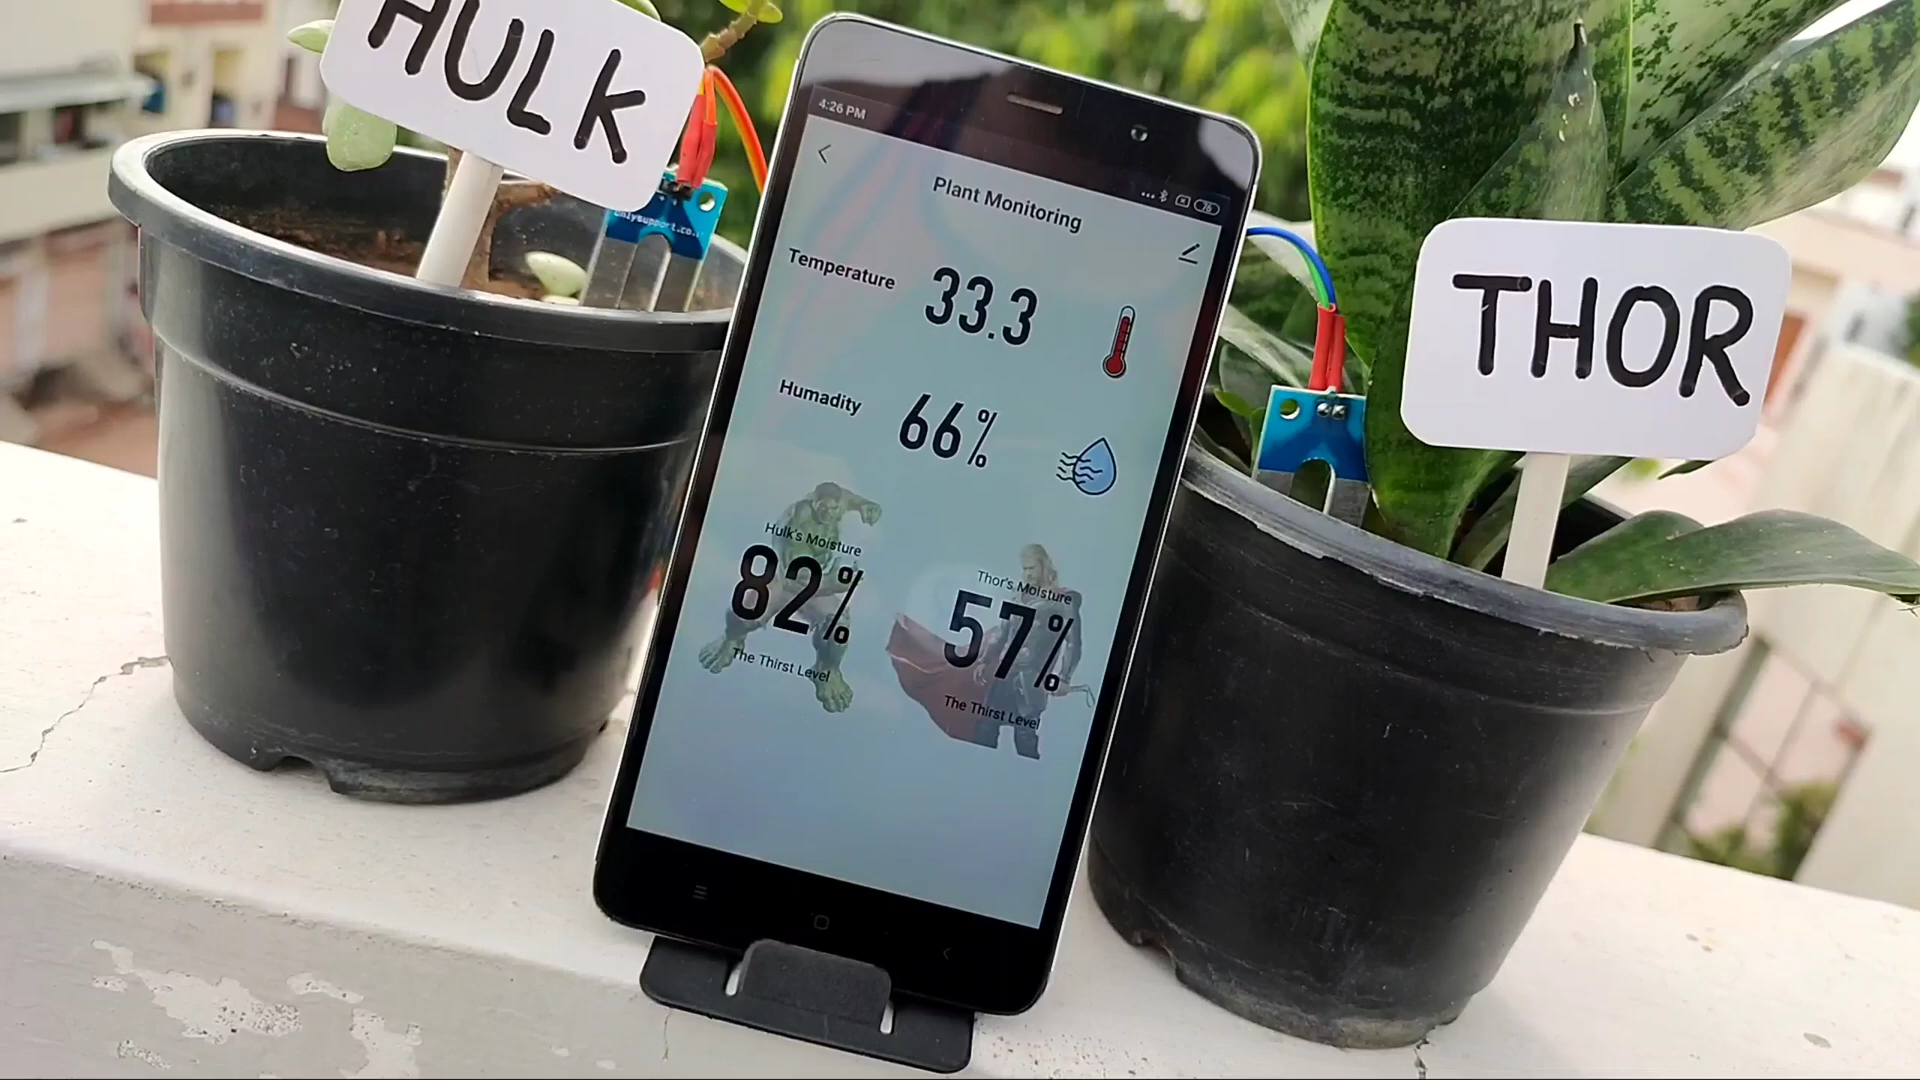 HULK
THOR
4:26 PM
76
Plant Monitoring
Temperature
33.3
Humadity
66%
Hulk's Moisture
82%
The Thirst Level
Thor's Moisture
57%
The Thirst Level